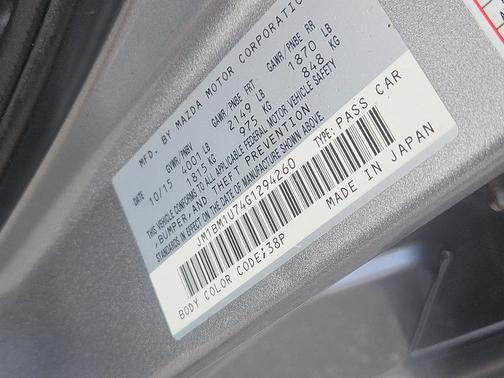 MFD. BY MAZDA MOTOR CORPORATION
GVWR/PNBV GAWR/PNBE FRT GAWR/PNBE RR
10/15 4001 LB 2149 LB 1870 LB
1815 KG 975 KG 848 KG
THIS VEHICLE CONFORMS TO ALL APPLICABLE FEDERAL MOTOR VEHICLE SAFETY
,BUMPER, AND THEFT PREVENTION
STANDARDS IN EFFECT ON THE DATE OF MANUFACTURE SHOWN ABOVE.
JM1BM1U74G1294260 TYPE: PASS CAR
BODY COLOR CODE;38P MADE IN JAPAN